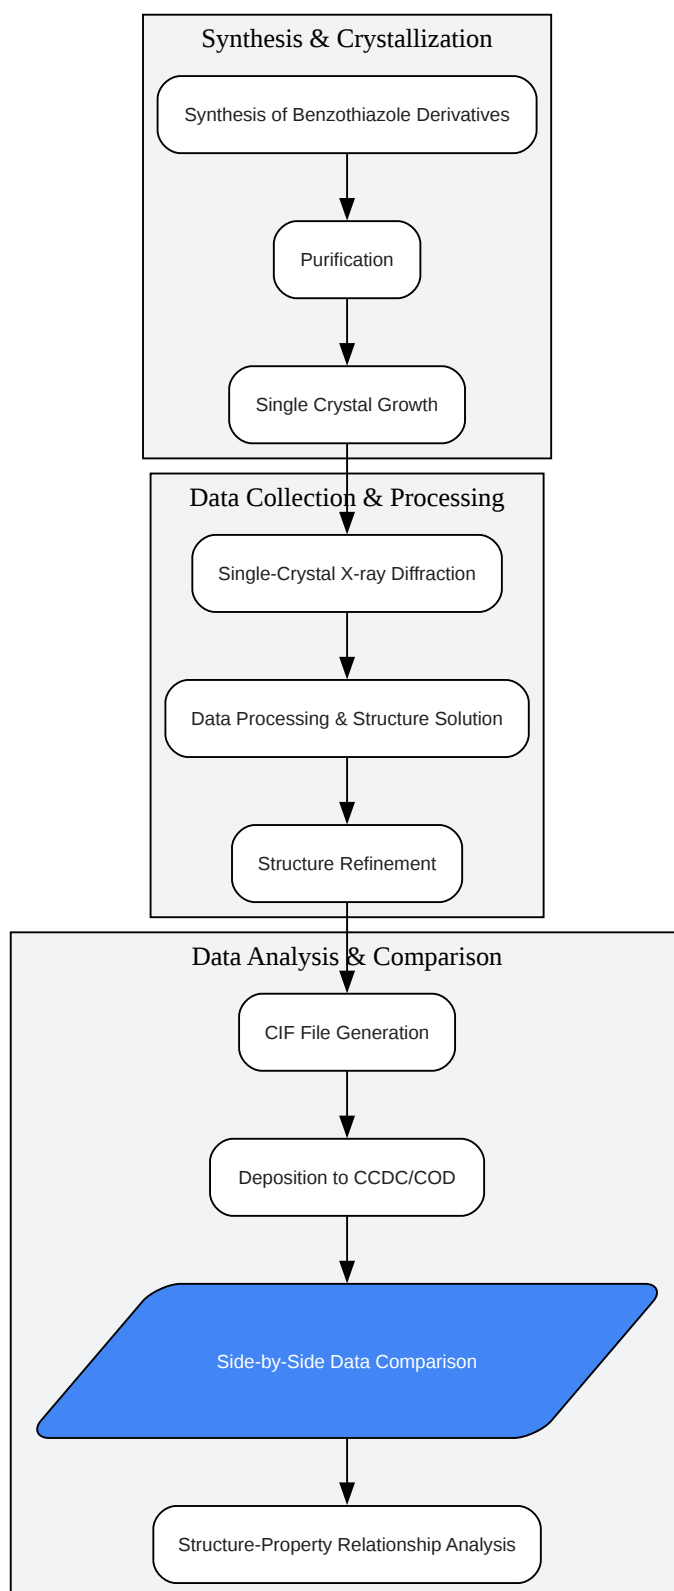 Synthesis & Crystallization
Synthesis of Benzothiazole Derivatives
Purification
Single Crystal Growth
Data Collection & Processing
Single-Crystal X-ray Diffraction
Data Processing & Structure Solution
Structure Refinement
Data Analysis & Comparison
CIF File Generation
Deposition to CCDC/COD
Side-by-Side Data Comparison
Structure-Property Relationship Analysis